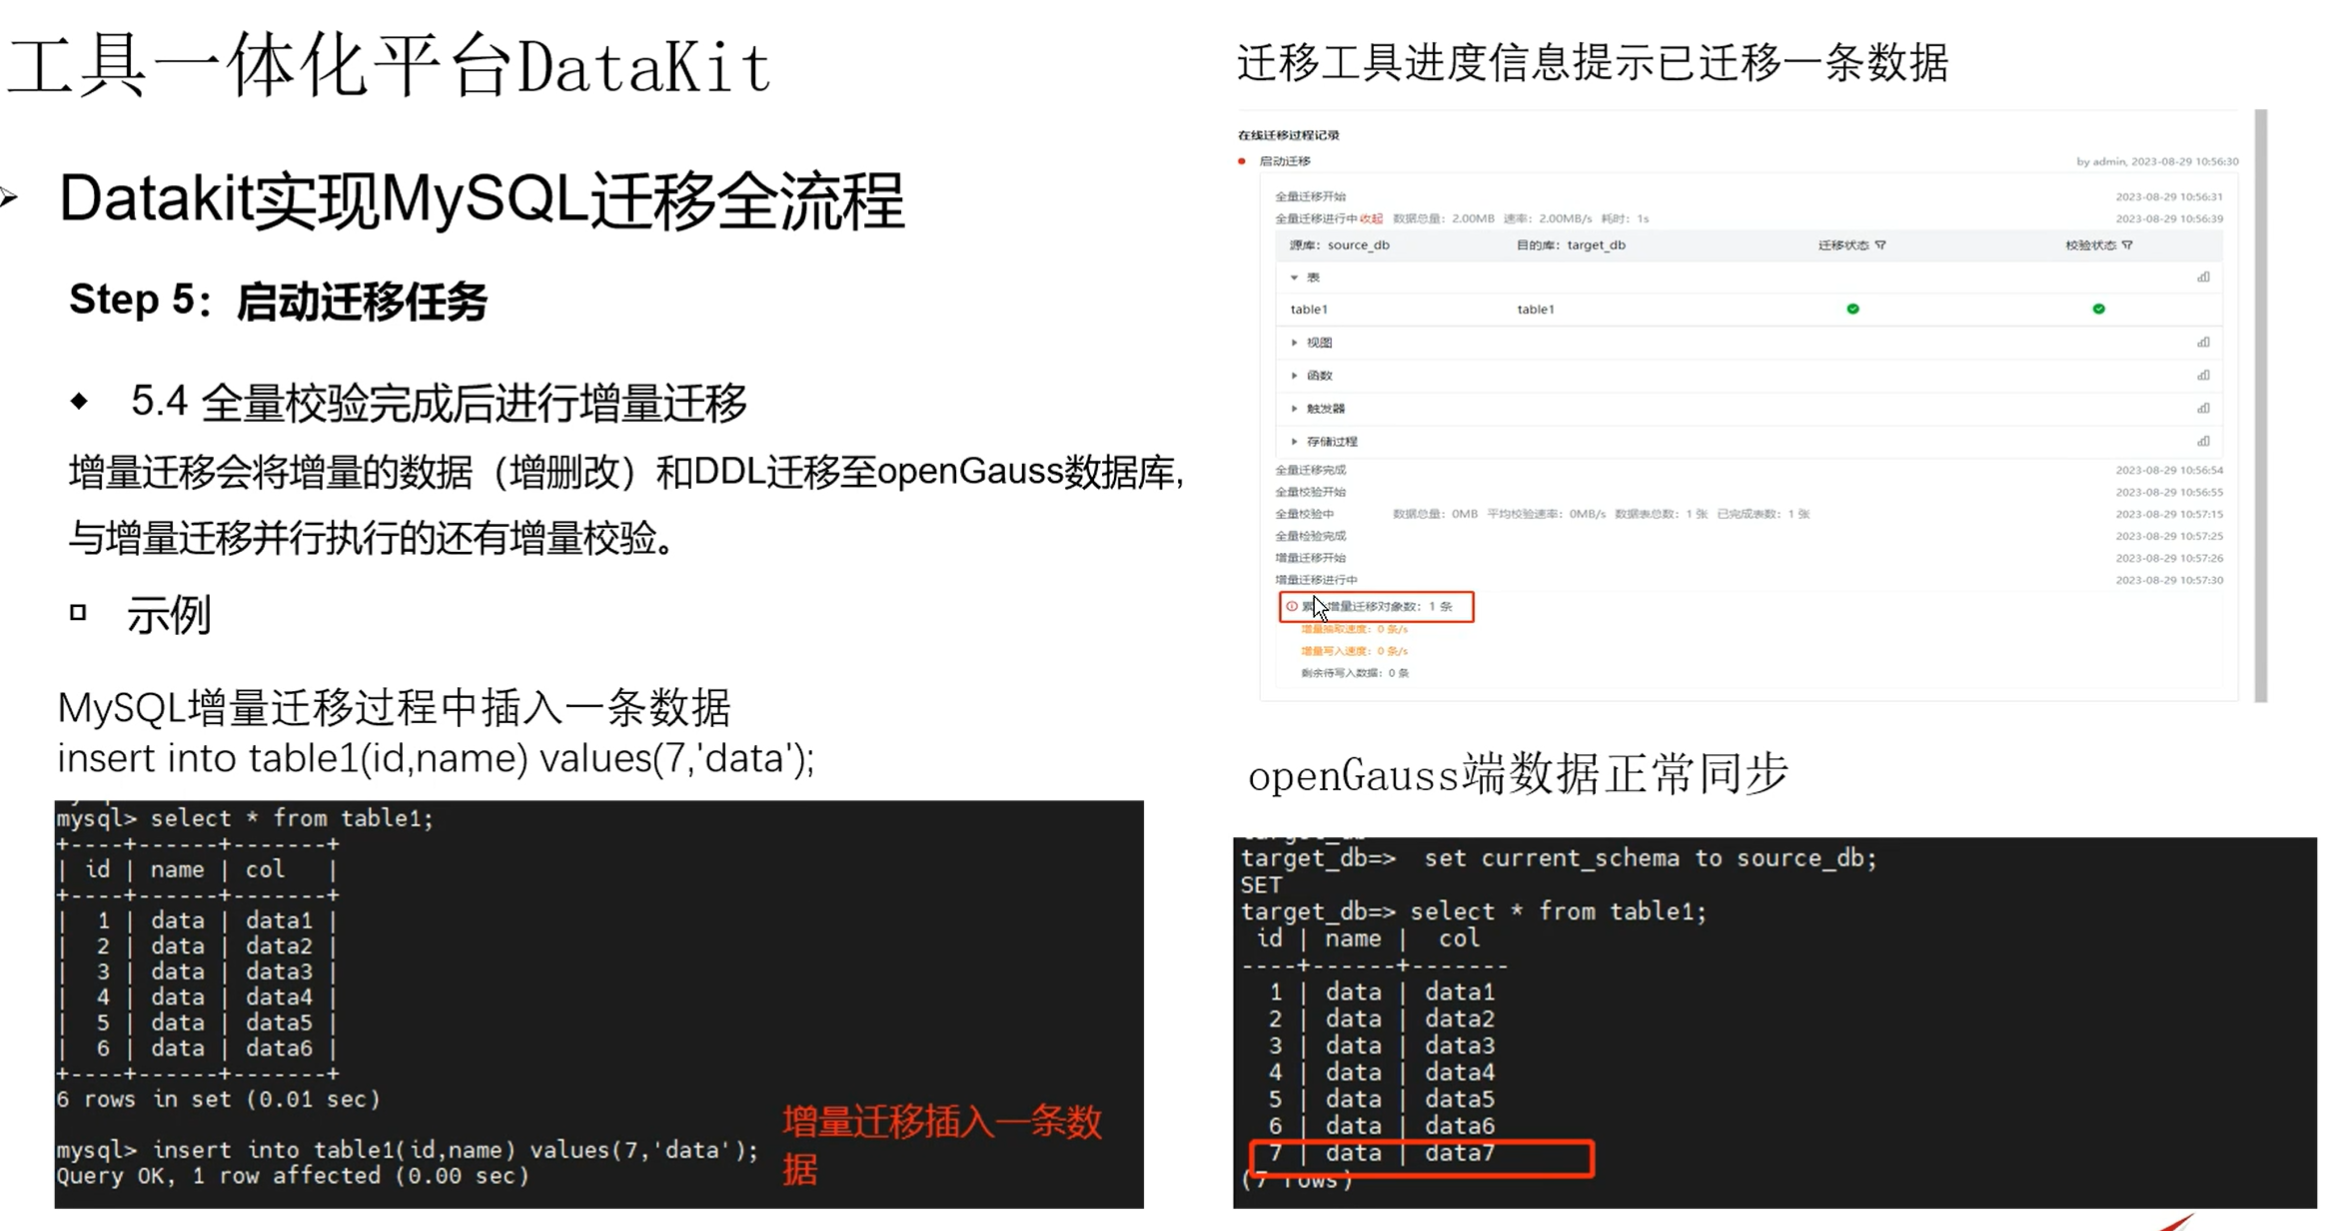 工具一体化平台DataKit
Datakit实现MySQL迁移全流程
Step 5：启动迁移任务
5.4 全量校验完成后进行增量迁移
增量迁移会将增量的数据（增删改）和DDL迁移至openGauss数据库，
与增量迁移并行执行的还有增量校验。
示例
MySQL增量迁移过程中插入一条数据
insert into table1(id,name) values(7,'data');
mysql> select * from table1;
+----+------+-------+
| id | name | col   |
+----+------+-------+
|  1 | data | data1 |
|  2 | data | data2 |
|  3 | data | data3 |
|  4 | data | data4 |
|  5 | data | data5 |
|  6 | data | data6 |
+----+------+-------+
6 rows in set (0.01 sec)
mysql> insert into table1(id,name) values(7,'data');
Query OK, 1 row affected (0.00 sec)
增量迁移插入一条数
据
迁移工具进度信息提示已迁移一条数据
在线迁移过程记录
启动迁移 by admin, 2023-08-29 10:56:30
全量迁移开始 2023-08-29 10:56:31
全量迁移进行中 收起 数据总量：2.00MB 速率：2.00MB/s 耗时：1s 2023-08-29 10:56:39
源库：source_db 目的库：target_db 迁移状态 校验状态
表
table1 table1
视图
函数
触发器
存储过程
全量迁移完成 2023-08-29 10:56:54
全量校验开始 2023-08-29 10:56:55
全量校验中 数据总量：0MB 平均校验速率：0MB/s 数据表总数：1 张 已完成表数：1 张 2023-08-29 10:57:15
全量检验完成 2023-08-29 10:57:25
增量迁移开始 2023-08-29 10:57:26
增量迁移进行中 2023-08-29 10:57:30
累 增量迁移对象数：1 条
增量抽取速度：0 条/s
增量写入速度：0 条/s
剩余待写入数据：0 条
openGauss端数据正常同步
target_db=>  set current_schema to source_db;
SET
target_db=> select * from table1;
id | name |  col
----+------+-------
 1 | data | data1
 2 | data | data2
 3 | data | data3
 4 | data | data4
 5 | data | data5
 6 | data | data6
 7 | data | data7
(7 rows)